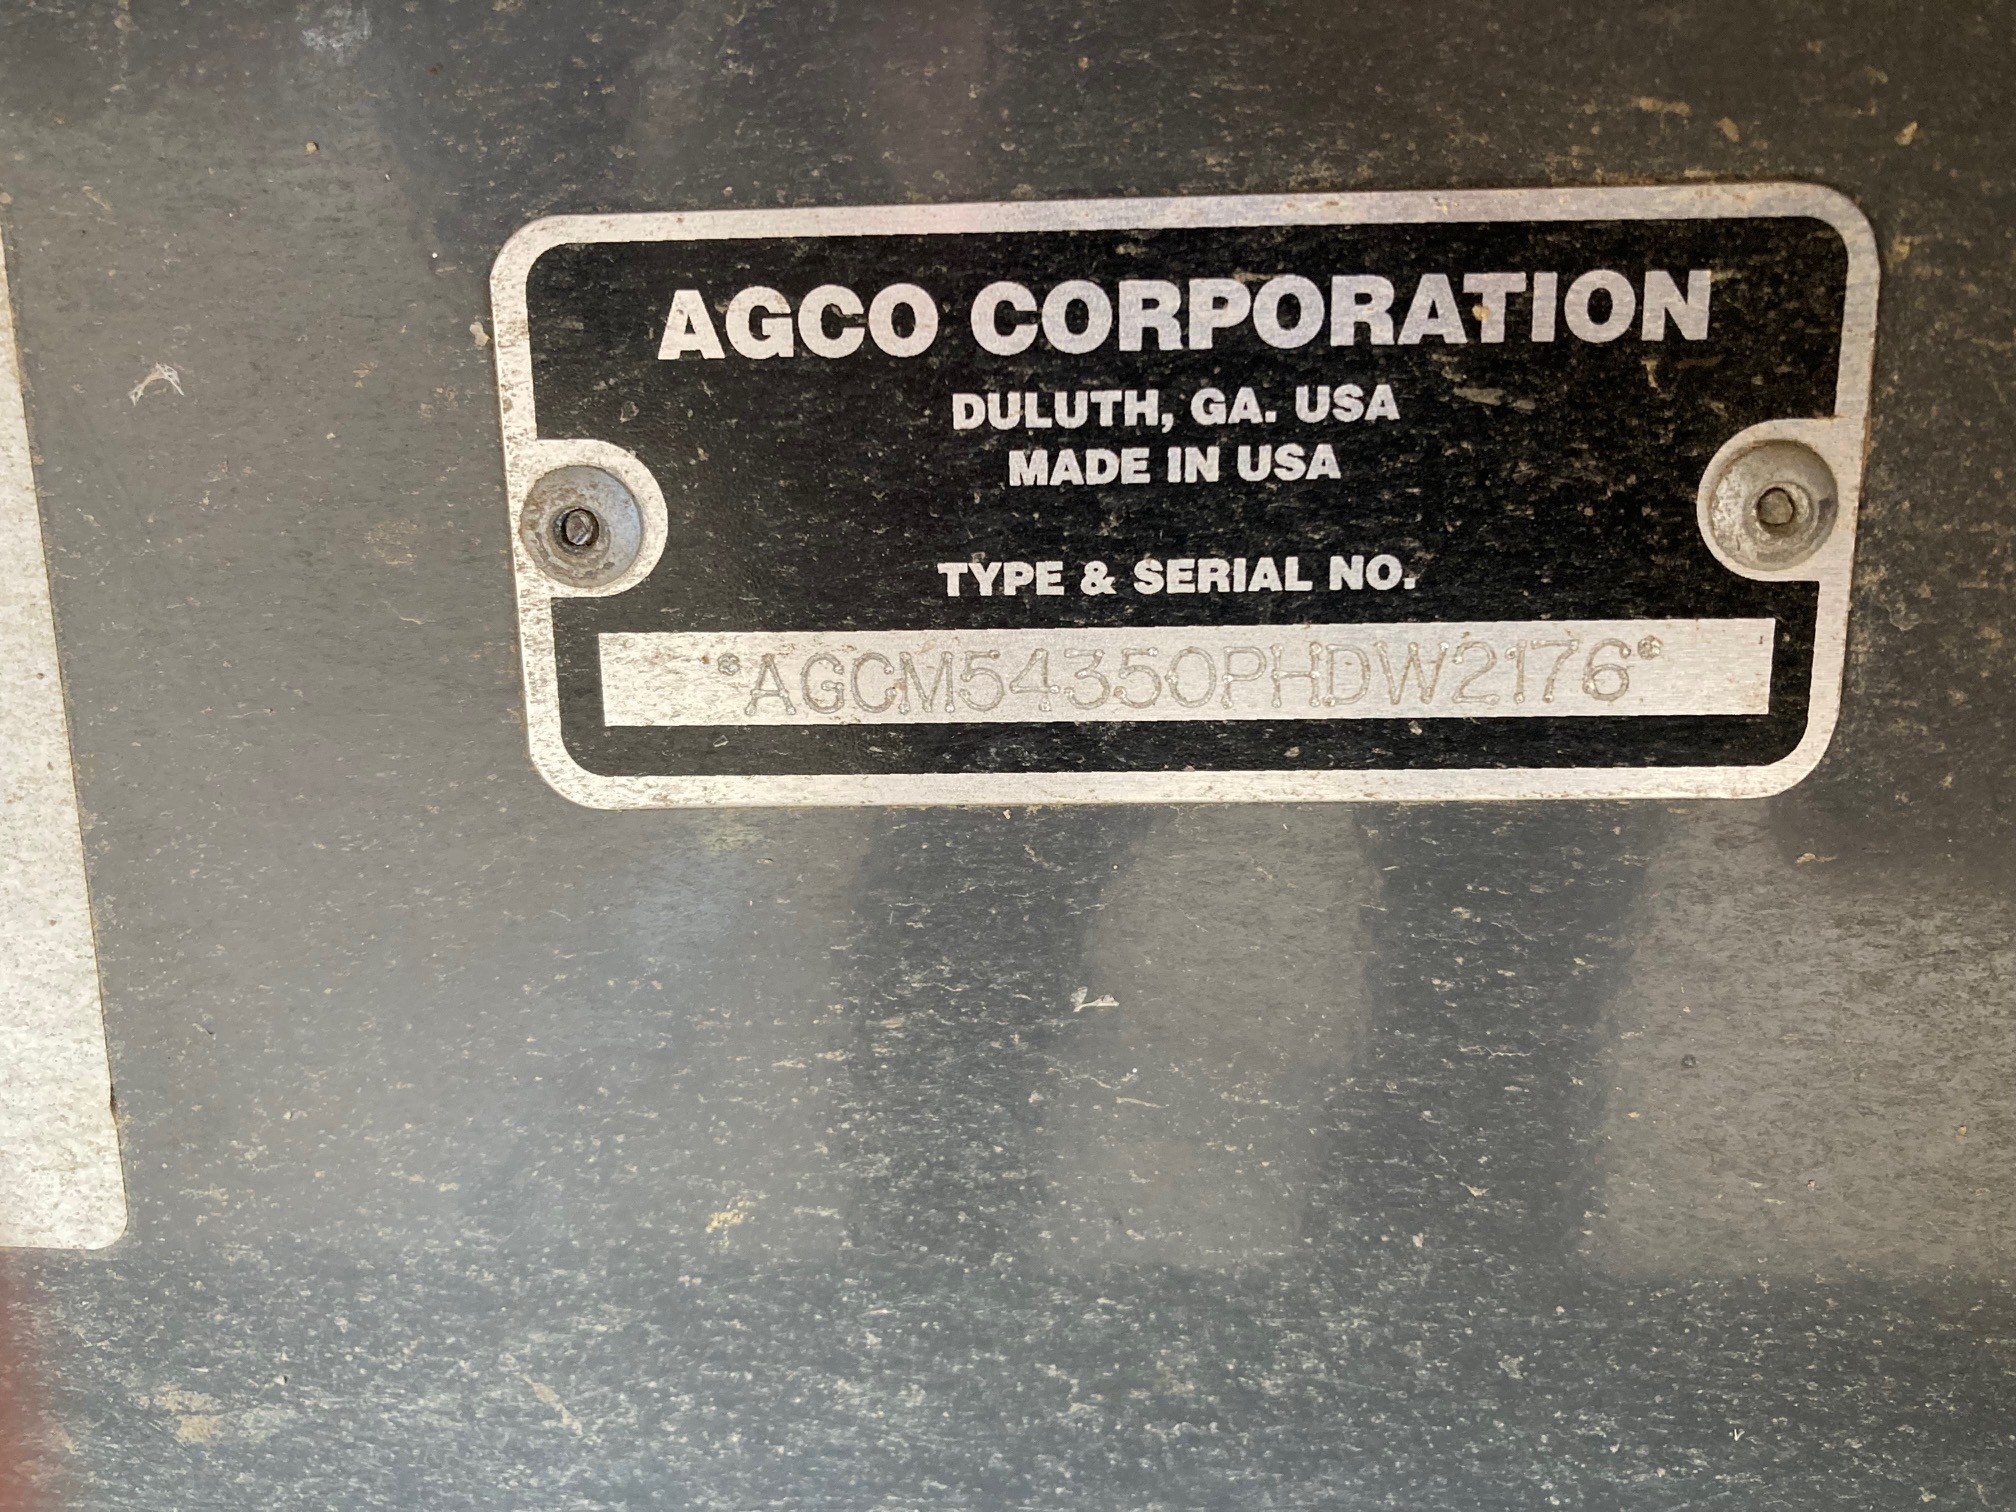 AGCO CORPORATION
DULUTH, GA. USA
MADE IN USA
TYPE & SERIAL NO.
*AGCM54350PHDW2176*